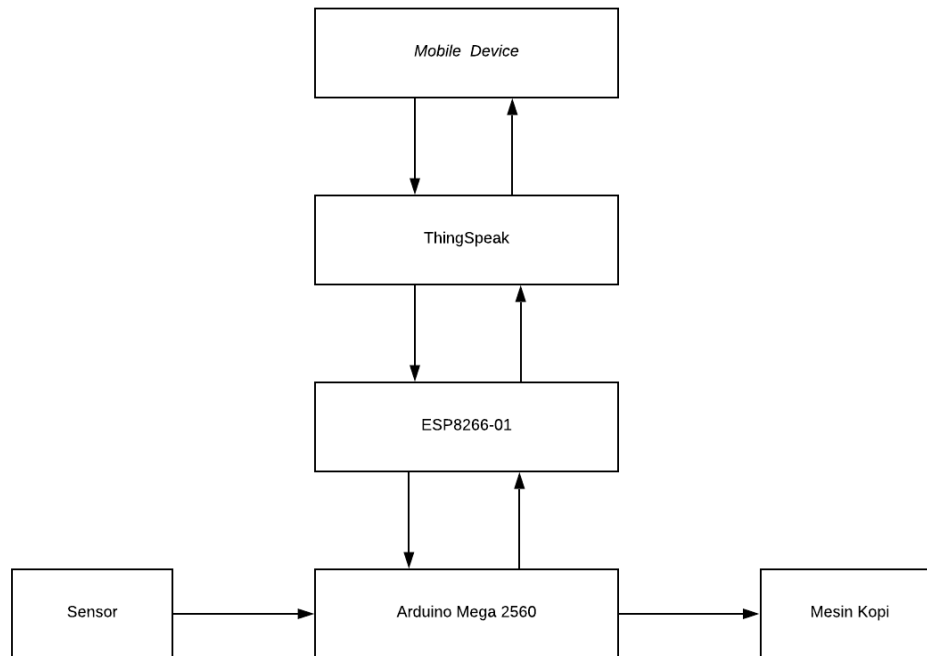 Mobile Device
ThingSpeak
ESP8266-01
Sensor
Arduino Mega 2560
Mesin Kopi